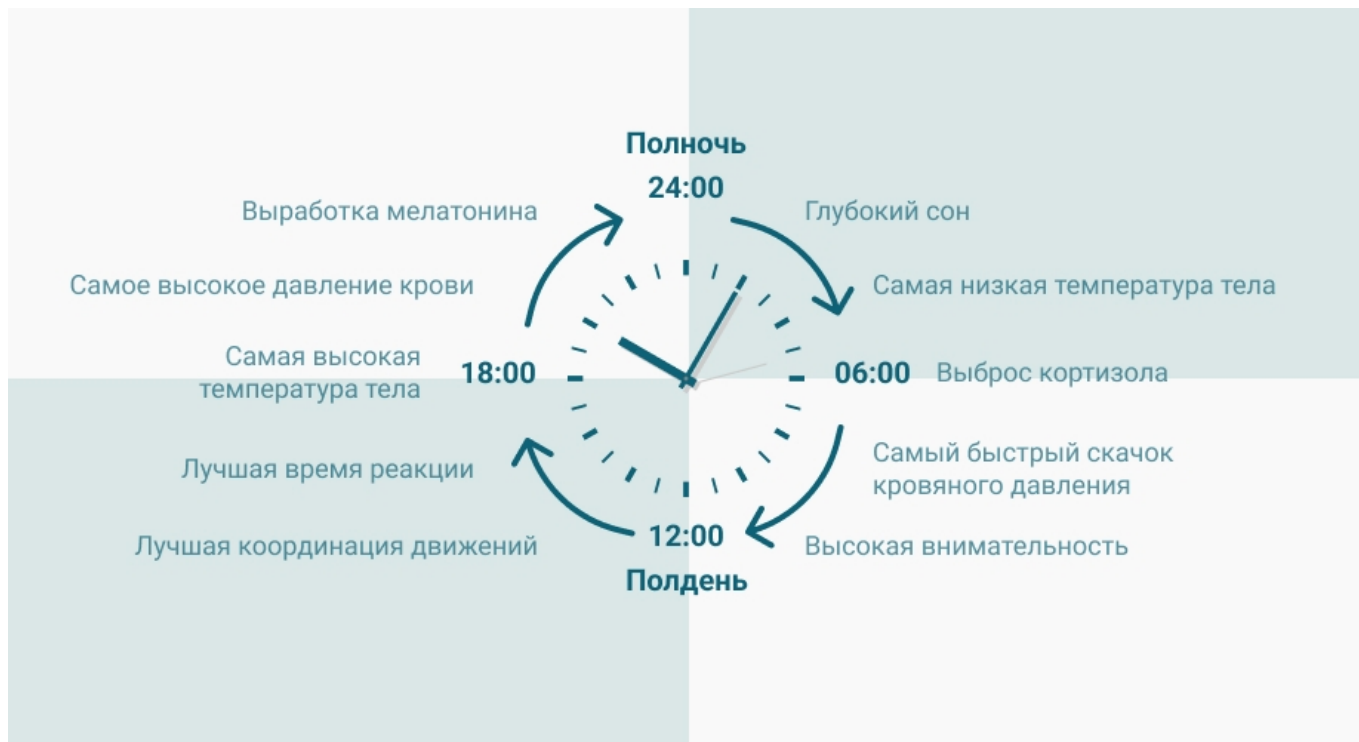 Полночь
24:00
Выработка мелатонина
Глубокий сон
Самое высокое давление крови
Самая низкая температура тела
Самая высокая
температура тела
18:00
06:00
Выброс кортизола
Лучшая время реакции
Самый быстрый скачок
кровяного давления
Лучшая координация движений
12:00
Высокая внимательность
Полдень